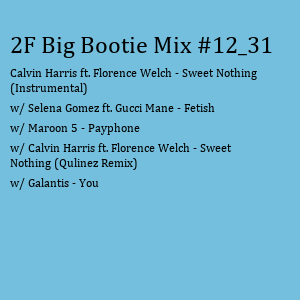 2F Big Bootie Mix #12_31
Calvin Harris ft. Florence Welch - Sweet Nothing
(Instrumental)
w/ Selena Gomez ft. Gucci Mane - Fetish
w/ Maroon 5 - Payphone
w/ Calvin Harris ft. Florence Welch - Sweet
Nothing (Qulinez Remix)
w/ Galantis - You